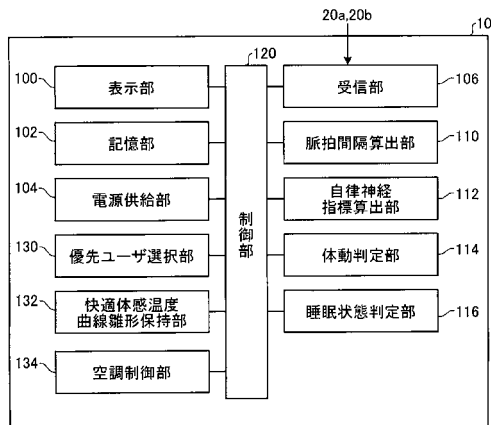 20a,20b
10
120
100
表示部
受信部
106
102
記憶部
脈拍間隔算出部
110
104
電源供給部
自律神経
指標算出部
112
制御部
130
優先ユーザ選択部
体動判定部
114
132
快適体感温度
曲線雛形保持部
睡眠状態判定部
116
134
空調制御部